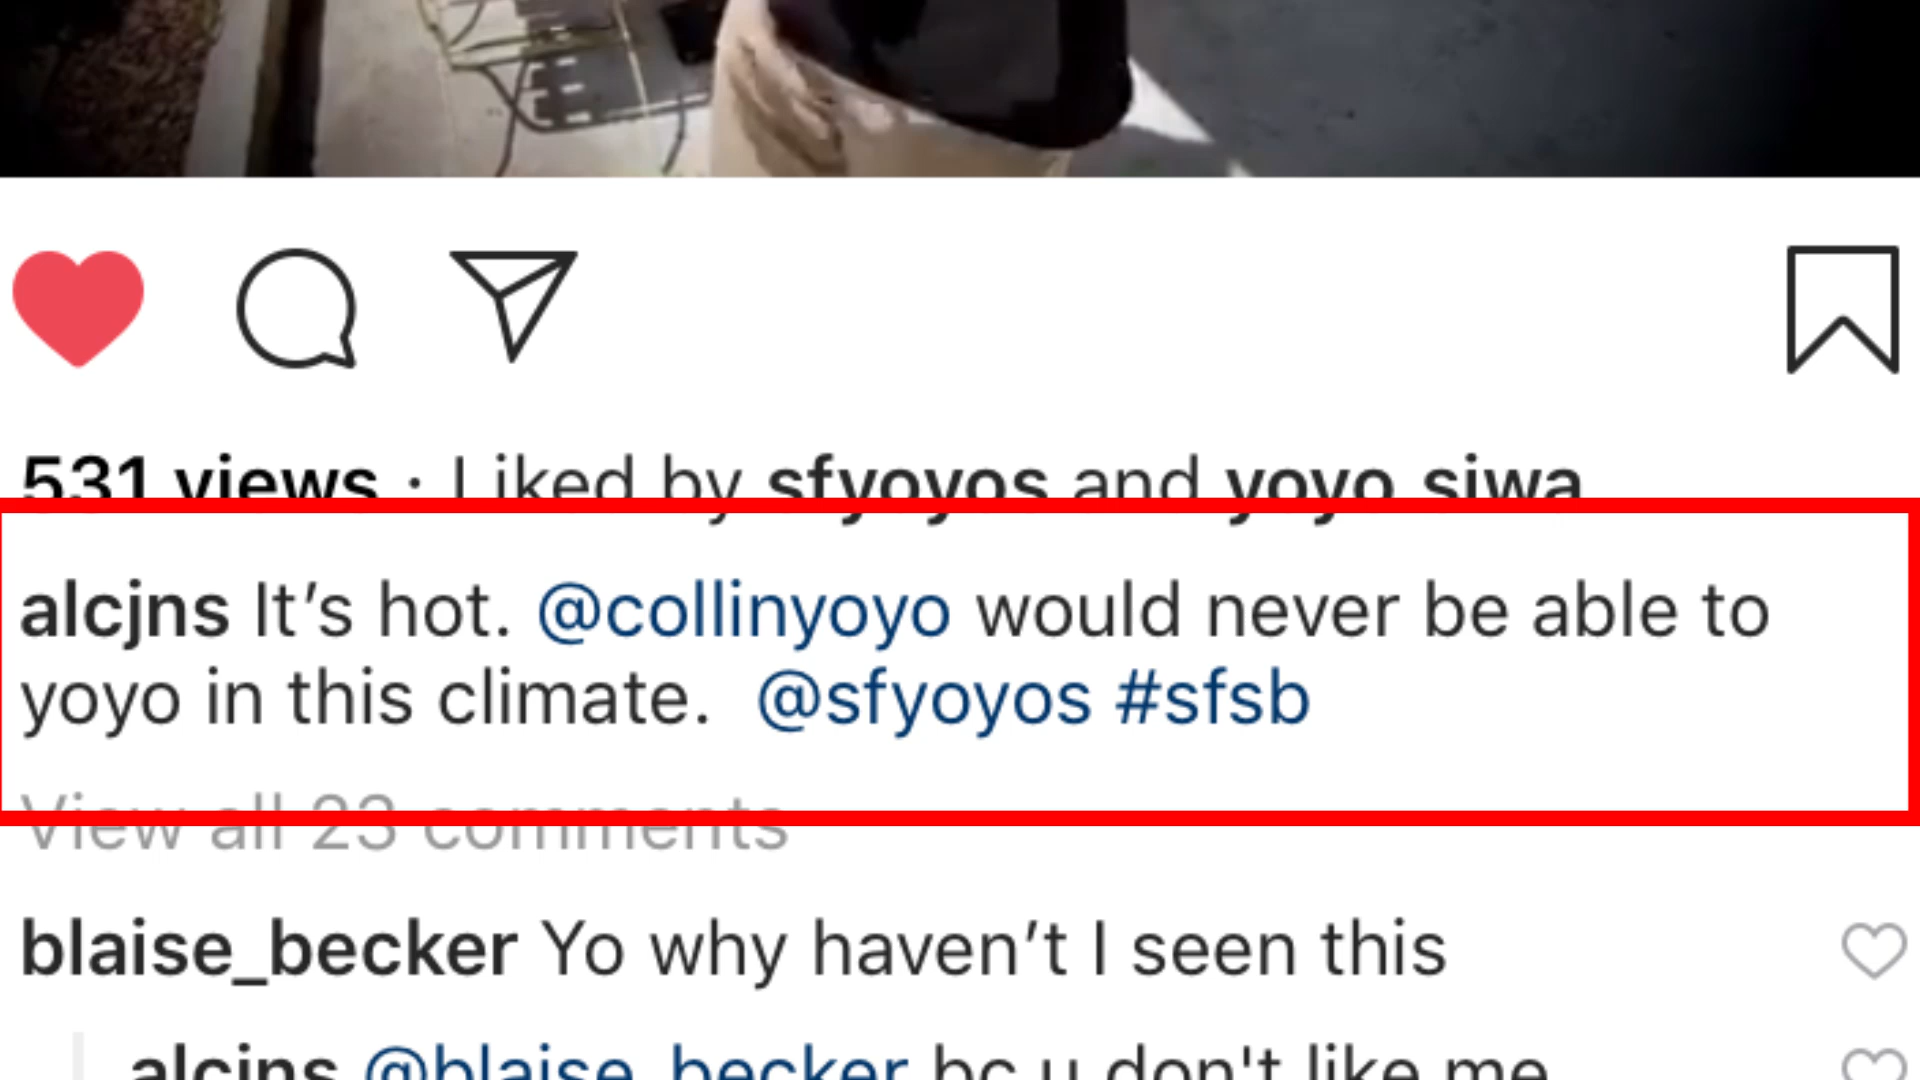 531 views · Liked by sfyoyos and yoyo_siwa
alcjns It’s hot. @collinyoyo would never be able to
yoyo in this climate. @sfyoyos #sfsb
View all 23 comments
blaise_becker Yo why haven’t I seen this
alcjns @blaise_becker bc u don't like me